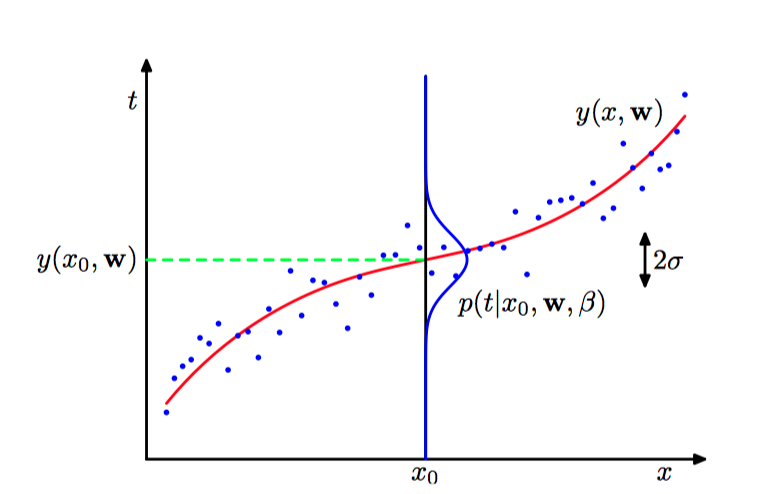 t
y(x, w)
y(x₀, w)
2σ
p(t|x₀, w, β)
x₀
x